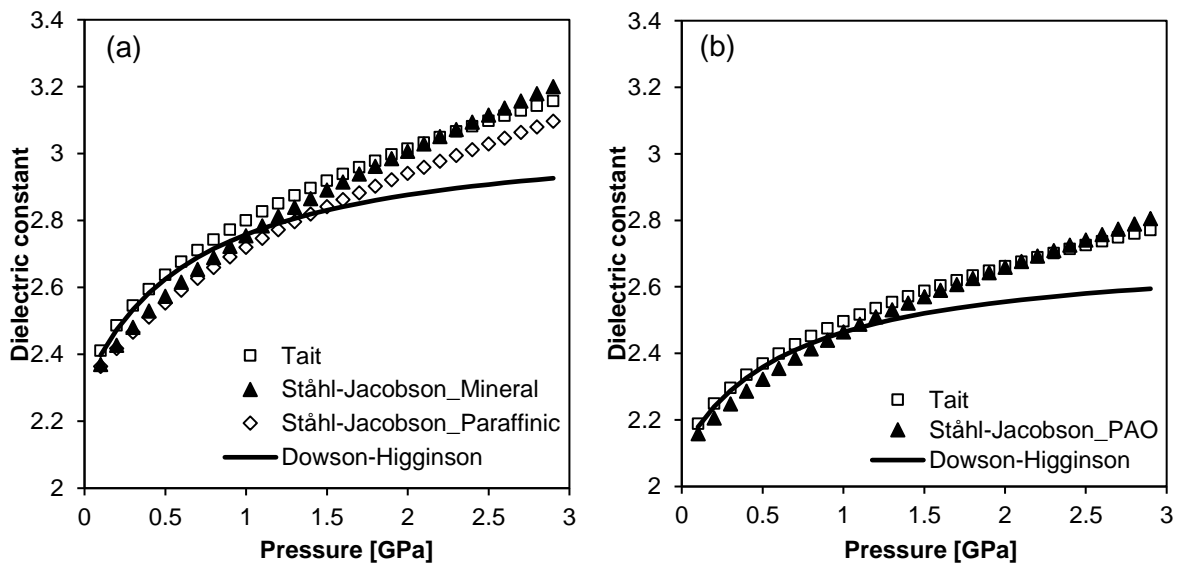 (a)
Dielectric constant
3.4
3.2
3
2.8
2.6
2.4
2.2
2
Tait
Ståhl-Jacobson_Mineral
Ståhl-Jacobson_Paraffinic
Dowson-Higginson
0 0.5 1 1.5 2 2.5 3
Pressure [GPa]
(b)
Dielectric constant
3.4
3.2
3
2.8
2.6
2.4
2.2
2
Tait
Ståhl-Jacobson_PAO
Dowson-Higginson
0 0.5 1 1.5 2 2.5 3
Pressure [GPa]